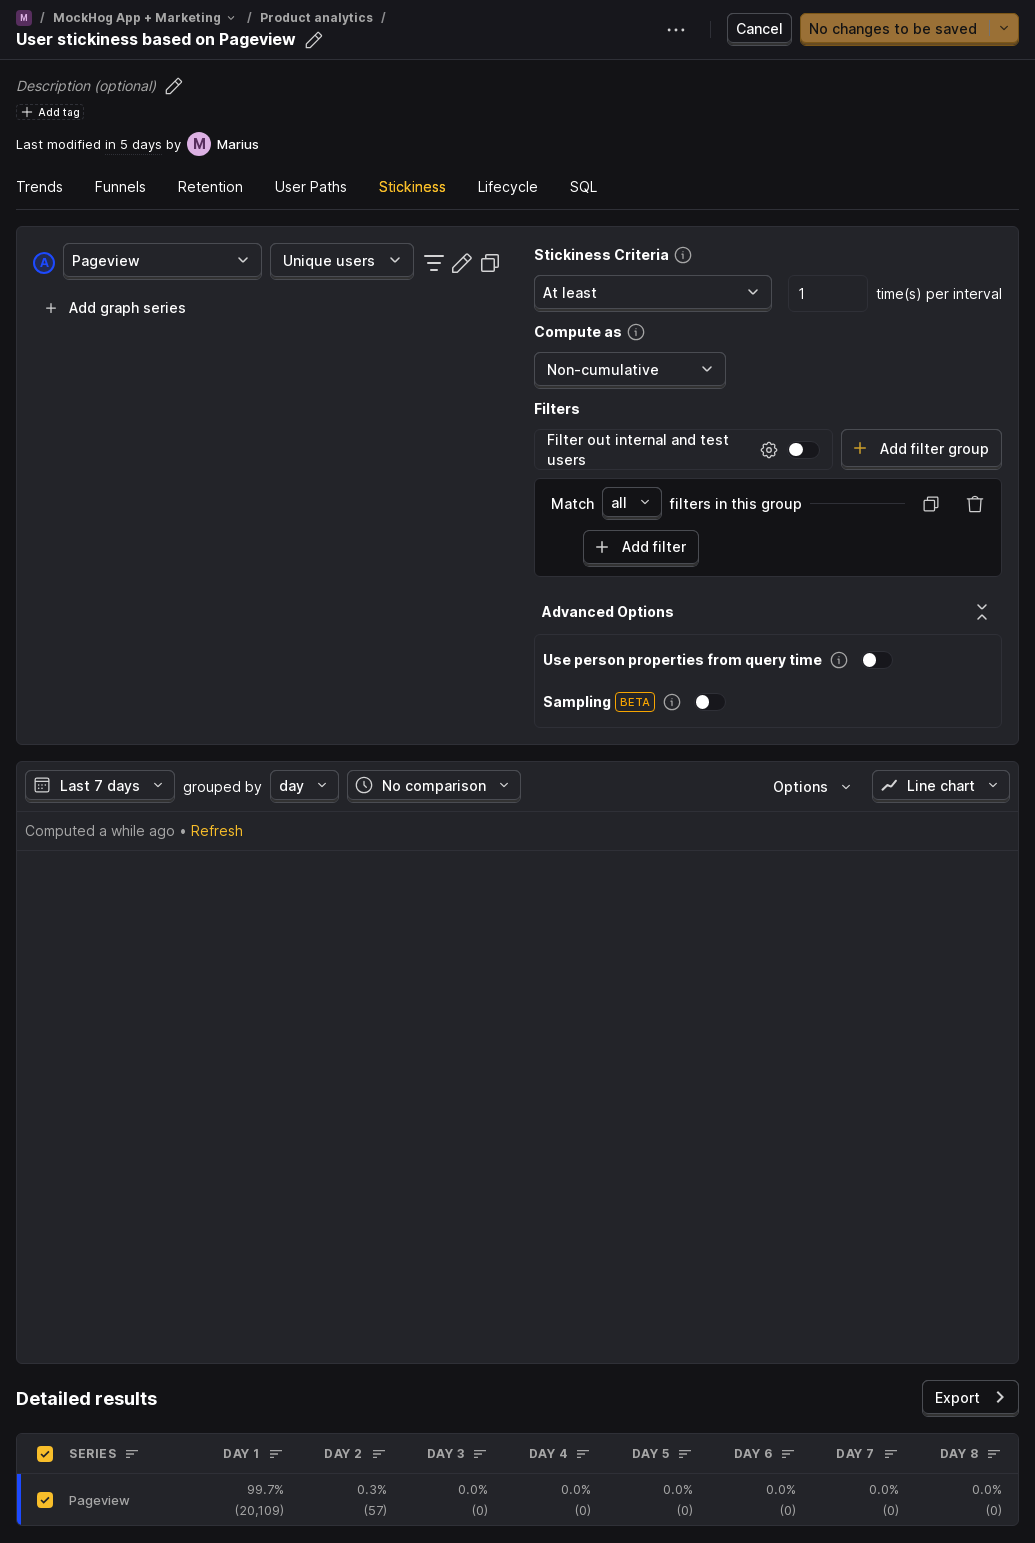 M / MockHog App + Marketing / Product analytics /
User stickiness based on Pageview
Cancel
No changes to be saved
Description (optional)
Add tag
Last modified in 5 days by M Marius
Trends Funnels Retention User Paths Stickiness Lifecycle SQL
A Pageview Unique users
Add graph series
Stickiness Criteria
At least 1 time(s) per interval
Compute as
Non-cumulative
Filters
Filter out internal and test
users
Add filter group
Match all filters in this group
Add filter
Advanced Options
Use person properties from query time
Sampling BETA
Last 7 days grouped by day No comparison Options Line chart
Computed a while ago • Refresh
Detailed results
Export
SERIES DAY 1 DAY 2 DAY 3 DAY 4 DAY 5 DAY 6 DAY 7 DAY 8
Pageview
99.7% 0.3% 0.0% 0.0% 0.0% 0.0% 0.0% 0.0%
(20,109) (57) (0) (0) (0) (0) (0) (0)